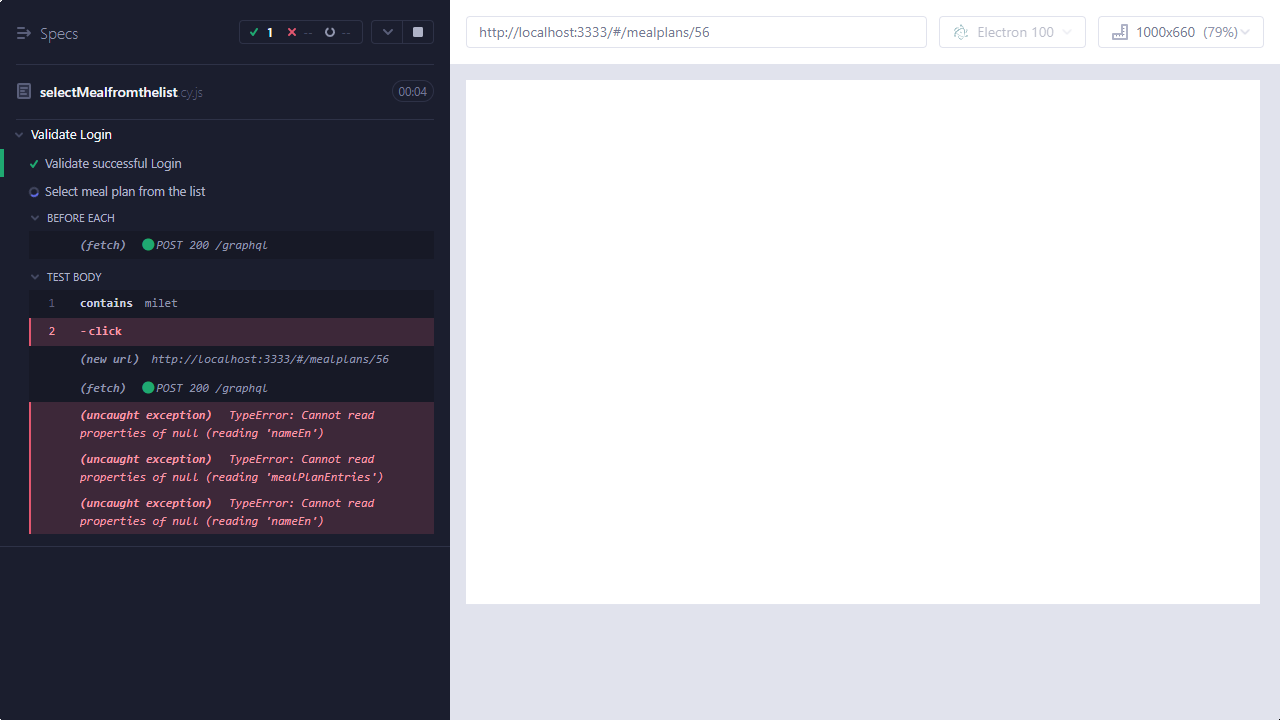 Specs
1
--
--
http://localhost:3333/#/mealplans/56
Electron 100
1000x660 (79%)
selectMealfromthelist.cy.js
00:04
Validate Login
Validate successful Login
Select meal plan from the list
BEFORE EACH
(fetch) POST 200 /graphql
TEST BODY
1 contains milet
2 -click
(new url) http://localhost:3333/#/mealplans/56
(fetch) POST 200 /graphql
(uncaught exception) TypeError: Cannot read
properties of null (reading 'nameEn')
(uncaught exception) TypeError: Cannot read
properties of null (reading 'mealPlanEntries')
(uncaught exception) TypeError: Cannot read
properties of null (reading 'nameEn')